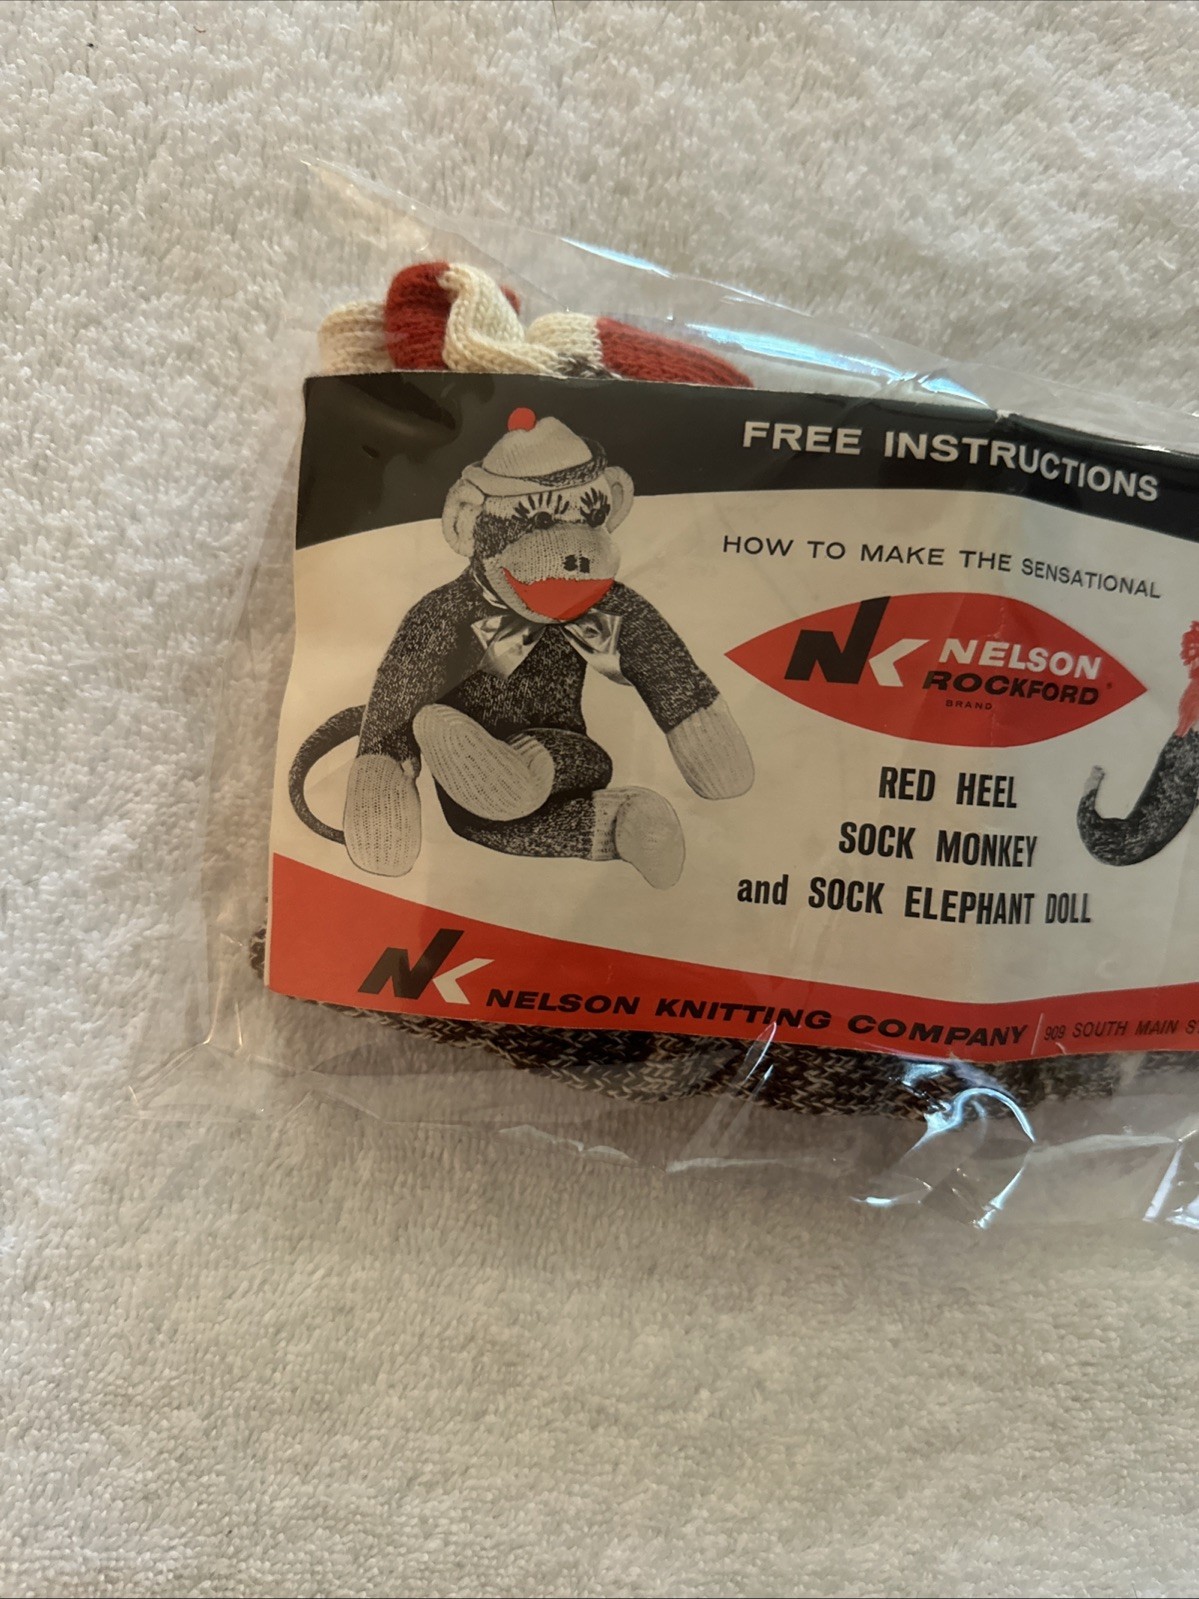 FREE INSTRUCTIONS
HOW TO MAKE THE SENSATIONAL
NK NELSON
ROCKFORD®
BRAND
RED HEEL
SOCK MONKEY
and SOCK ELEPHANT DOLL
NK NELSON KNITTING COMPANY | 909 SOUTH MAIN